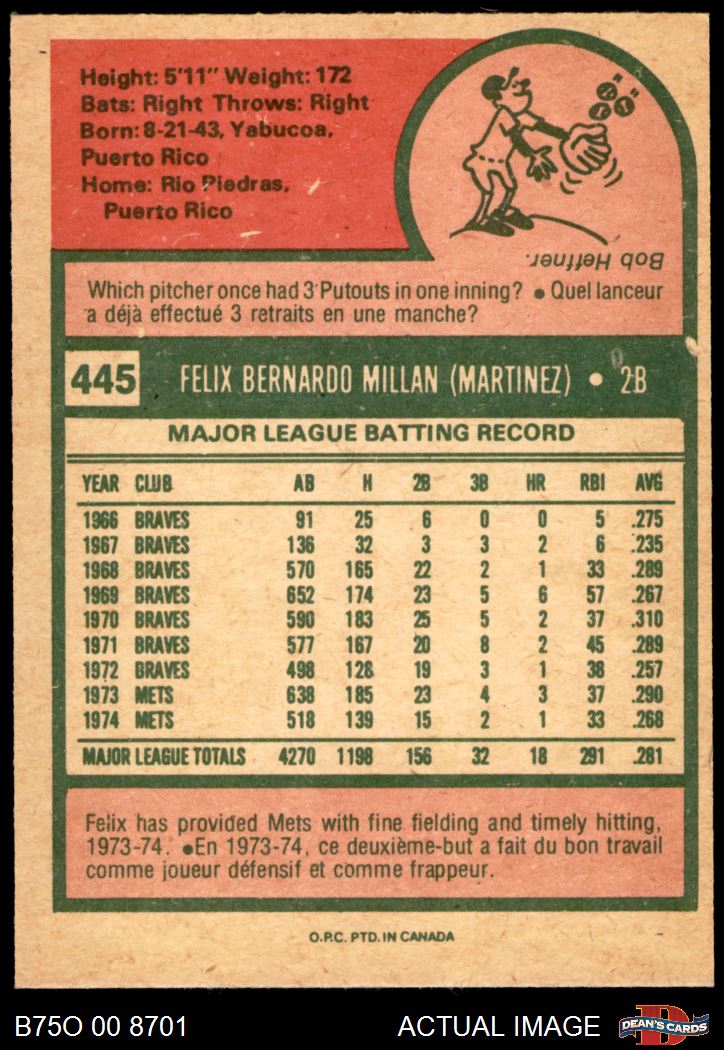 Height: 5'11" Weight: 172
Bats: Right Throws: Right
Born: 8-21-43, Yabucoa,
Puerto Rico
Home: Rio Piedras,
Puerto Rico
Bob Heffner.
Which pitcher once had 3 Putouts in one inning? ● Quel lanceur
a déjà effectué 3 retraits en une manche?
445 FELIX BERNARDO MILLAN (MARTINEZ) ● 2B
MAJOR LEAGUE BATTING RECORD
YEAR CLUB AB H 2B 3B HR RBI AVG
1966 BRAVES 91 25 6 0 0 5 .275
1967 BRAVES 136 32 3 3 2 6 .235
1968 BRAVES 570 165 22 2 1 33 .289
1969 BRAVES 652 174 23 5 6 57 .267
1970 BRAVES 590 183 25 5 2 37 .310
1971 BRAVES 577 167 20 8 2 45 .289
1972 BRAVES 498 128 19 3 1 38 .257
1973 METS 638 185 23 4 3 37 .290
1974 METS 518 139 15 2 1 33 .268
MAJOR LEAGUE TOTALS 4270 1198 156 32 18 291 .281
Felix has provided Mets with fine fielding and timely hitting,
1973-74. ●En 1973-74, ce deuxième-but a fait du bon travail
comme joueur défensif et comme frappeur.
O.P.C. PTD. IN CANADA
B75O 00 8701 ACTUAL IMAGE
D
DEAN'S CARDS